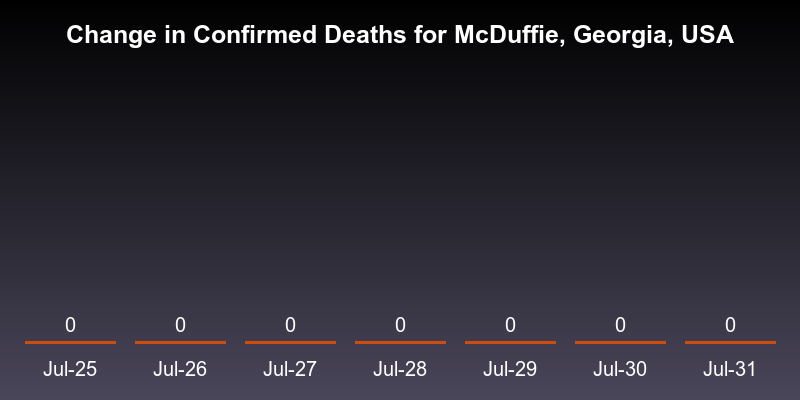 Change in Confirmed Deaths for McDuffie, Georgia, USA
0 0 0 0 0 0 0
Jul-25 Jul-26 Jul-27 Jul-28 Jul-29 Jul-30 Jul-31